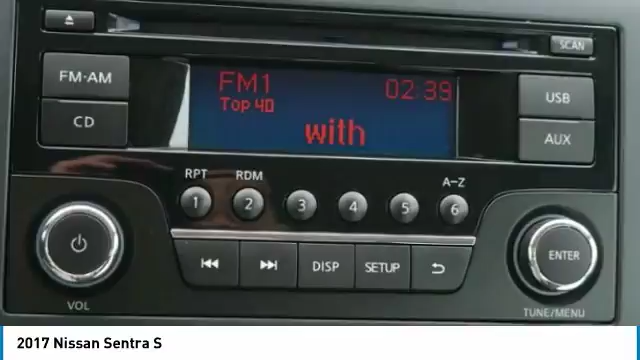 SCAN
FM-AM
CD
FM1
02:39
Top 40
with
USB
AUX
RPT
RDM
A-Z
1
2
3
4
5
6
DISP
SETUP
ENTER
VOL
TUNE/MENU
2017 Nissan Sentra S